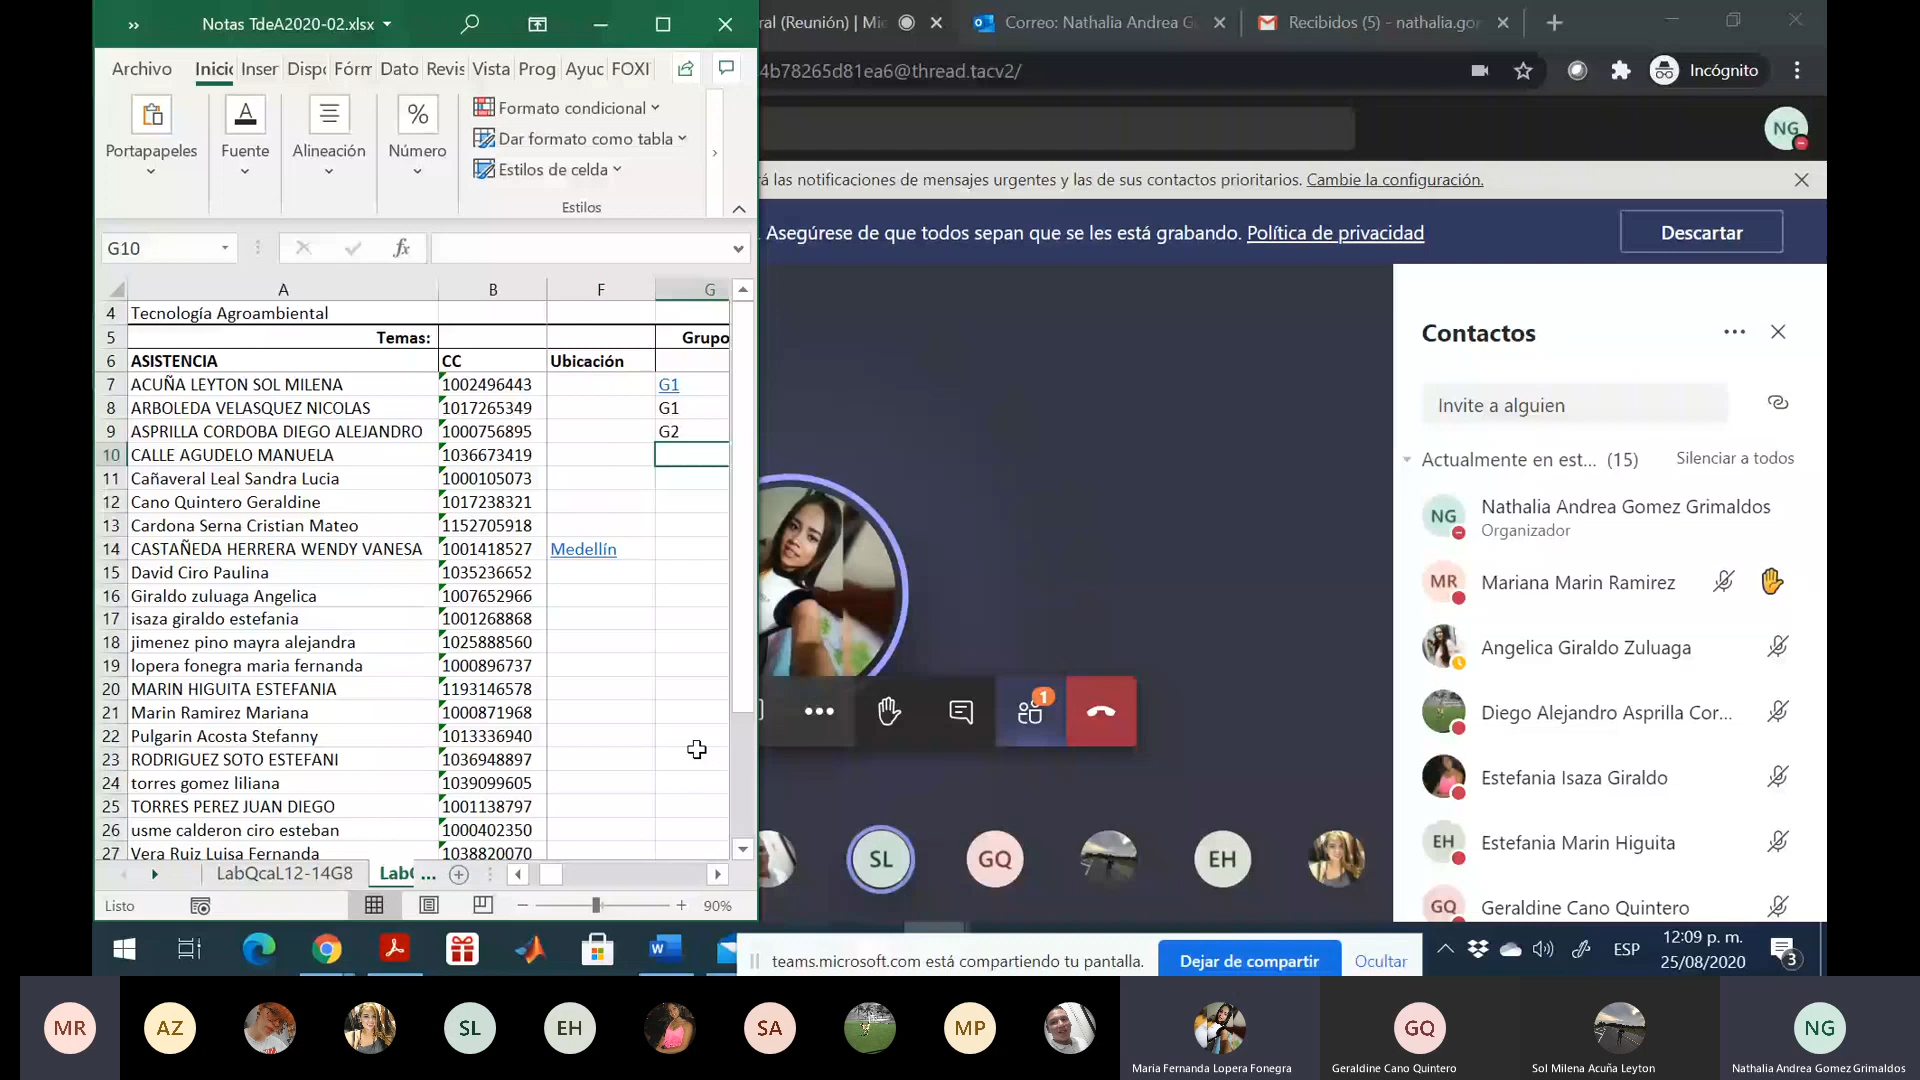 Notas TdeA2020-02.xlsx
Archivo Inicio Inser Dispo Fórm Dato Revis Vista Prog Ayuc FOXI
Portapapeles
Fuente
Alineación
%
Número
Formato condicional
Dar formato como tabla
Estilos de celda
Estilos
G10
fx
A B F G
4 Tecnología Agroambiental
5 Temas: Grupo
6 ASISTENCIA CC Ubicación
7 ACUÑA LEYTON SOL MILENA 1002496443 G1
8 ARBOLEDA VELASQUEZ NICOLAS 1017265349 G1
9 ASPRILLA CORDOBA DIEGO ALEJANDRO 1000756895 G2
10 CALLE AGUDELO MANUELA 1036673419
11 Cañaveral Leal Sandra Lucia 1000105073
12 Cano Quintero Geraldine 1017238321
13 Cardona Serna Cristian Mateo 1152705918
14 CASTAÑEDA HERRERA WENDY VANESA 1001418527 Medellín
15 David Ciro Paulina 1035236652
16 Giraldo zuluaga Angelica 1007652966
17 isaza giraldo estefania 1001268868
18 jimenez pino mayra alejandra 1025888560
19 lopera fonegra maria fernanda 1000896737
20 MARIN HIGUITA ESTEFANIA 1193146578
21 Marin Ramirez Mariana 1000871968
22 Pulgarin Acosta Stefanny 1013336940
23 RODRIGUEZ SOTO ESTEFANI 1036948897
24 torres gomez liliana 1039099605
25 TORRES PEREZ JUAN DIEGO 1001138797
26 usme calderon ciro esteban 1000402350
27 Vera Ruiz Luisa Fernanda 1038820070
LabQcaL12-14G8 LabQ ...
Listo
90%
ral (Reunión) | Mi
Correo: Nathalia Andrea G
Recibidos (5) - nathalia.gor
4b78265d81ea6@thread.tacv2/
Incógnito
NG
rá las notificaciones de mensajes urgentes y las de sus contactos prioritarios. Cambie la configuración.
. Asegúrese de que todos sepan que se les está grabando. Política de privacidad
Descartar
1
SL GQ EH
Contactos
Invite a alguien
Actualmente en est... (15) Silenciar a todos
NG Nathalia Andrea Gomez Grimaldos
Organizador
MR Mariana Marin Ramirez
Angelica Giraldo Zuluaga
Diego Alejandro Asprilla Cor...
Estefania Isaza Giraldo
EH Estefania Marin Higuita
GQ Geraldine Cano Quintero
teams.microsoft.com está compartiendo tu pantalla.
Dejar de compartir
Ocultar
ESP
12:09 p. m.
25/08/2020
3
MR AZ SL EH SA MP GQ NG
Maria Fernanda Lopera Fonegra
Geraldine Cano Quintero
Sol Milena Acuña Leyton
Nathalia Andrea Gomez Grimaldos